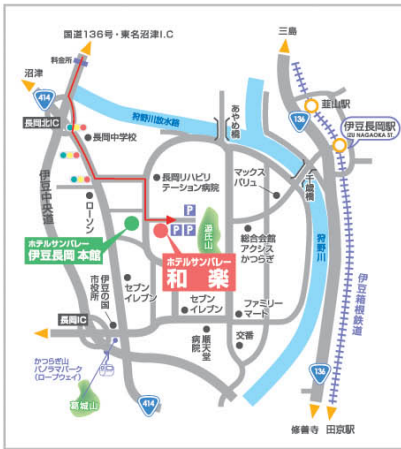 国道136号・東名沼津I.C
三島
料金所
沼津
414
長岡北IC
狩野川放水路
あやめ橋
136
韮山駅
伊豆長岡駅
IZU NAGAOKA ST.
長岡中学校
長岡リハビリ
テーション病院
マックス
バリュ
千歳橋
伊豆中央道
ローソン
P
P P
源氏山
総合会館
アクシス
かつらぎ
狩野川
ホテルサンバレー
伊豆長岡 本館
ホテルサンバレー
和楽
伊豆箱根鉄道
伊豆の国
市役所
セブン
イレブン
セブン
イレブン
ファミリー
マート
長岡IC
順天堂
病院
交番
かつらぎ山
パノラマパーク
(ロープウェイ)
葛城山
414
136
修善寺
田京駅